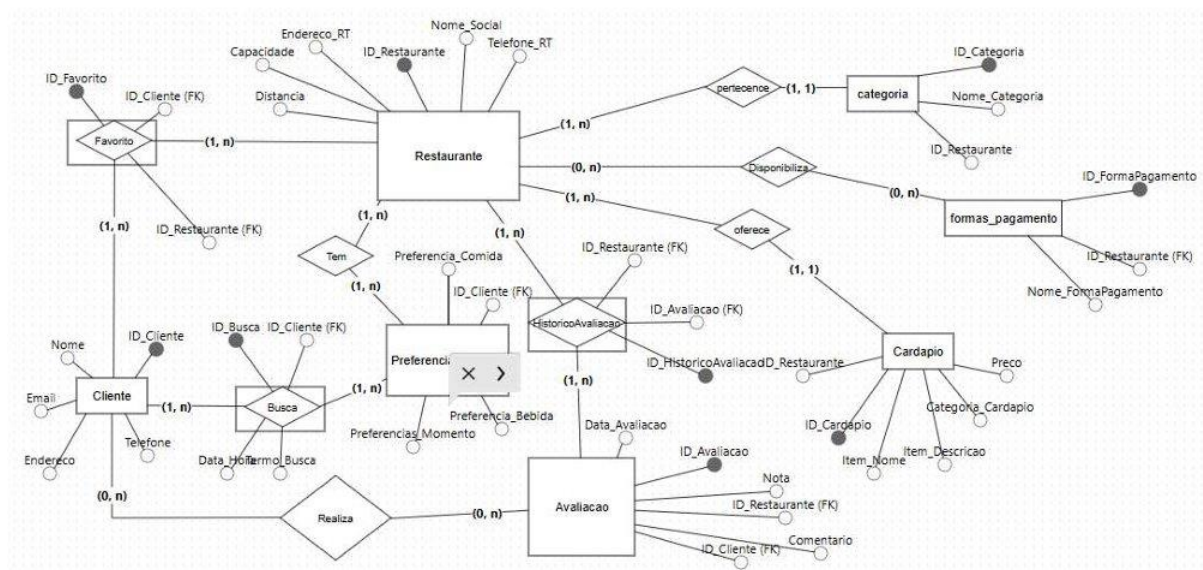 Nome_Social
Endereco_RT
ID_Restaurante
Telefone_RT
Capacidade
Distancia
Restaurante
ID_Favorito
ID_Cliente (FK)
Favorito
ID_Restaurante (FK)
(1, n)
(1, n)
pertecence
(1, 1)
(1, n)
categoria
ID_Categoria
Nome_Categoria
ID_Restaurante
(0, n)
Disponibiliza
(0, n)
formas_pagamento
ID_FormaPagamento
ID_Restaurante (FK)
Nome_FormaPagamento
(1, n)
oferece
(1, 1)
Cardapio
ID_Restaurante
Preco
Categoria_Cardapio
ID_Cardapio
Item_Descricao
Item_Nome
(1, n)
Tem
(1, n)
Preferencia_Comida
ID_Cliente (FK)
Preferencia
Preferencia_Bebida
Preferencias_Momento
(1, n)
ID_Restaurante (FK)
HistoricoAvaliacao
ID_Avaliacao (FK)
ID_HistoricoAvaliacao
(1, n)
Nome
ID_Cliente
Email
Cliente
Endereco
Telefone
(1, n)
ID_Busca
ID_Cliente (FK)
Busca
Data_Hora
Termo_Busca
(1, n)
(0, n)
Realiza
(0, n)
Data_Avaliacao
ID_Avaliacao
Avaliacao
Nota
ID_Restaurante (FK)
Comentario
ID_Cliente (FK)